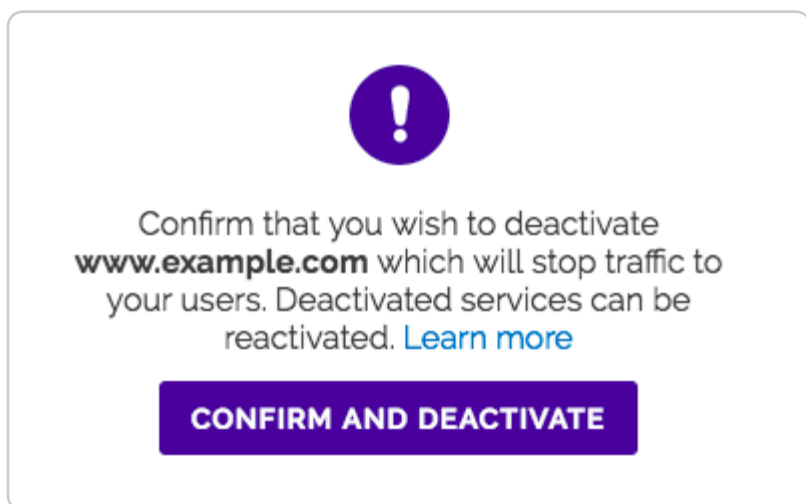 Confirm that you wish to deactivate
www.example.com which will stop traffic to
your users. Deactivated services can be
reactivated. Learn more
CONFIRM AND DEACTIVATE